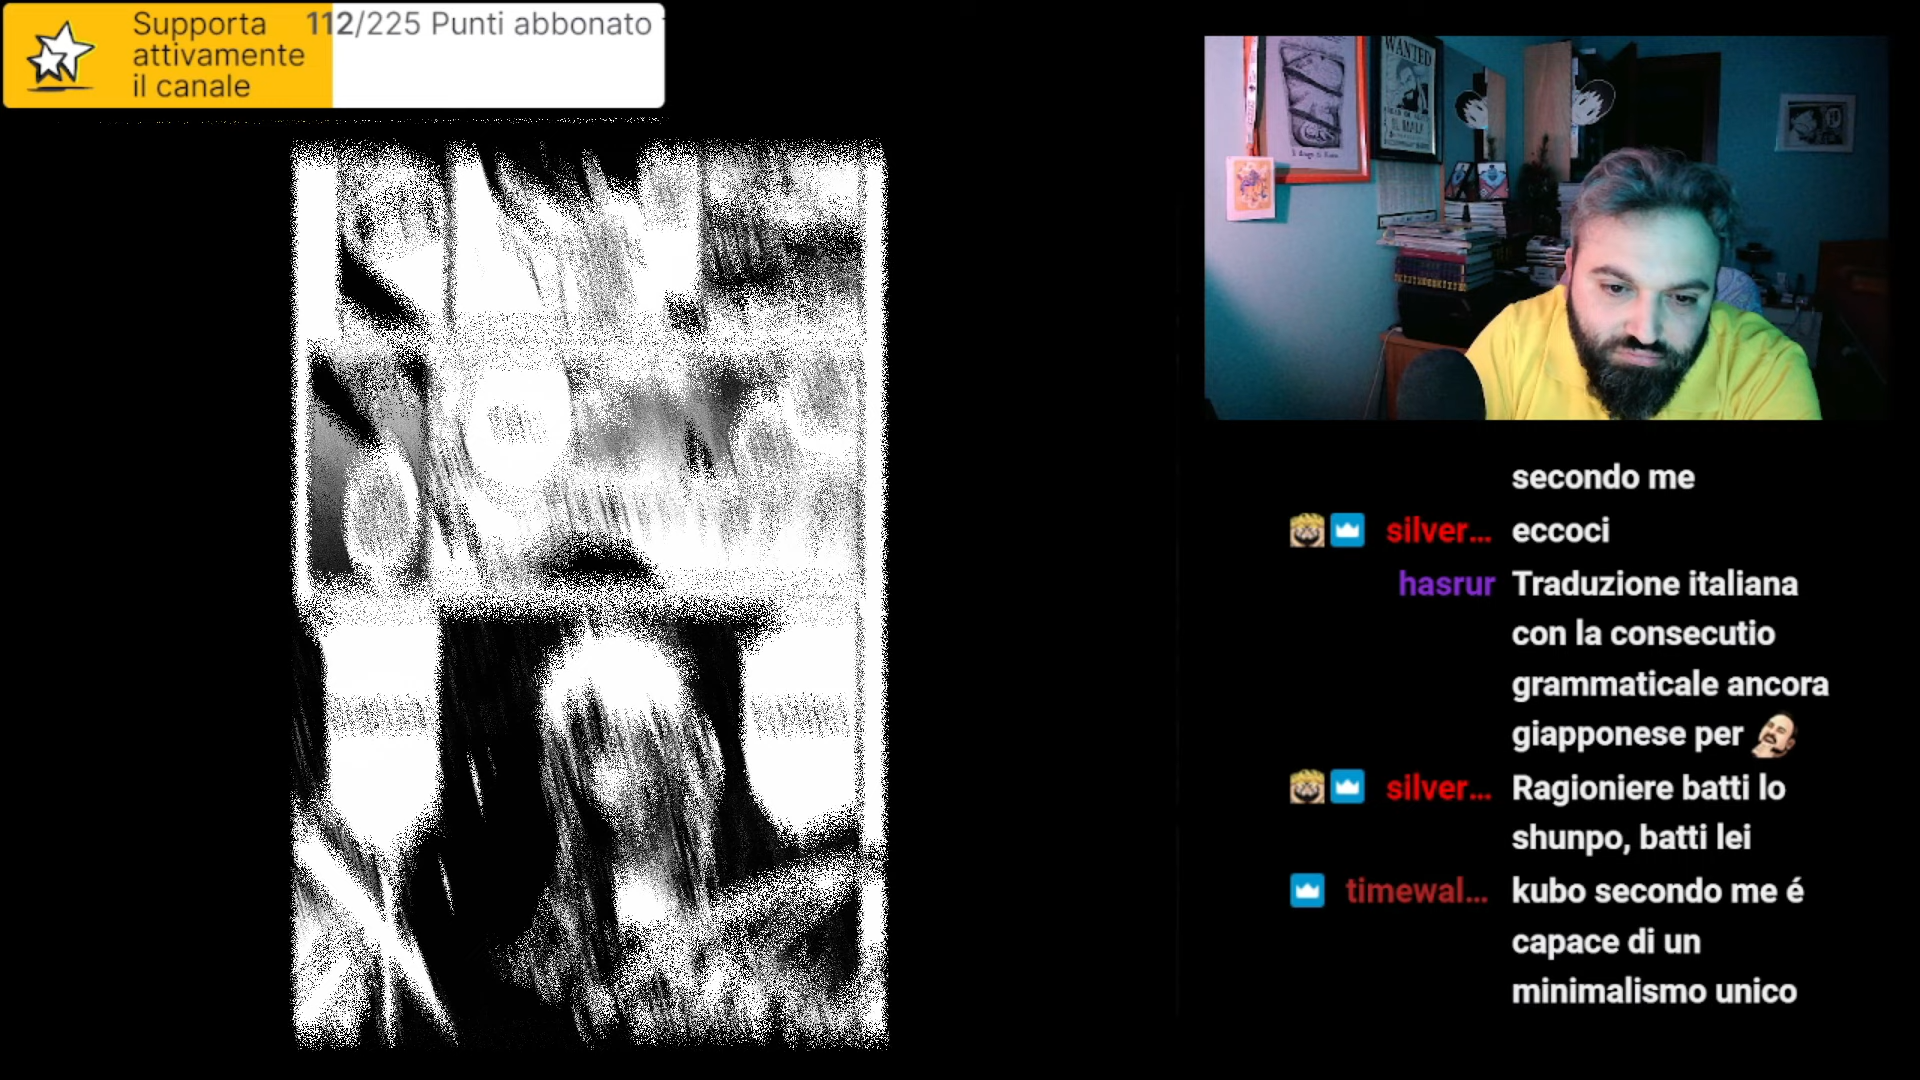 Supporta
attivamente
il canale
112/225 Punti abbonato
WANTED
secondo me
silver... eccoci
hasrur Traduzione italiana
con la consecutio
grammaticale ancora
giapponese per
silver... Ragioniere batti lo
shunpo, batti lei
timewal... kubo secondo me é
capace di un
minimalismo unico